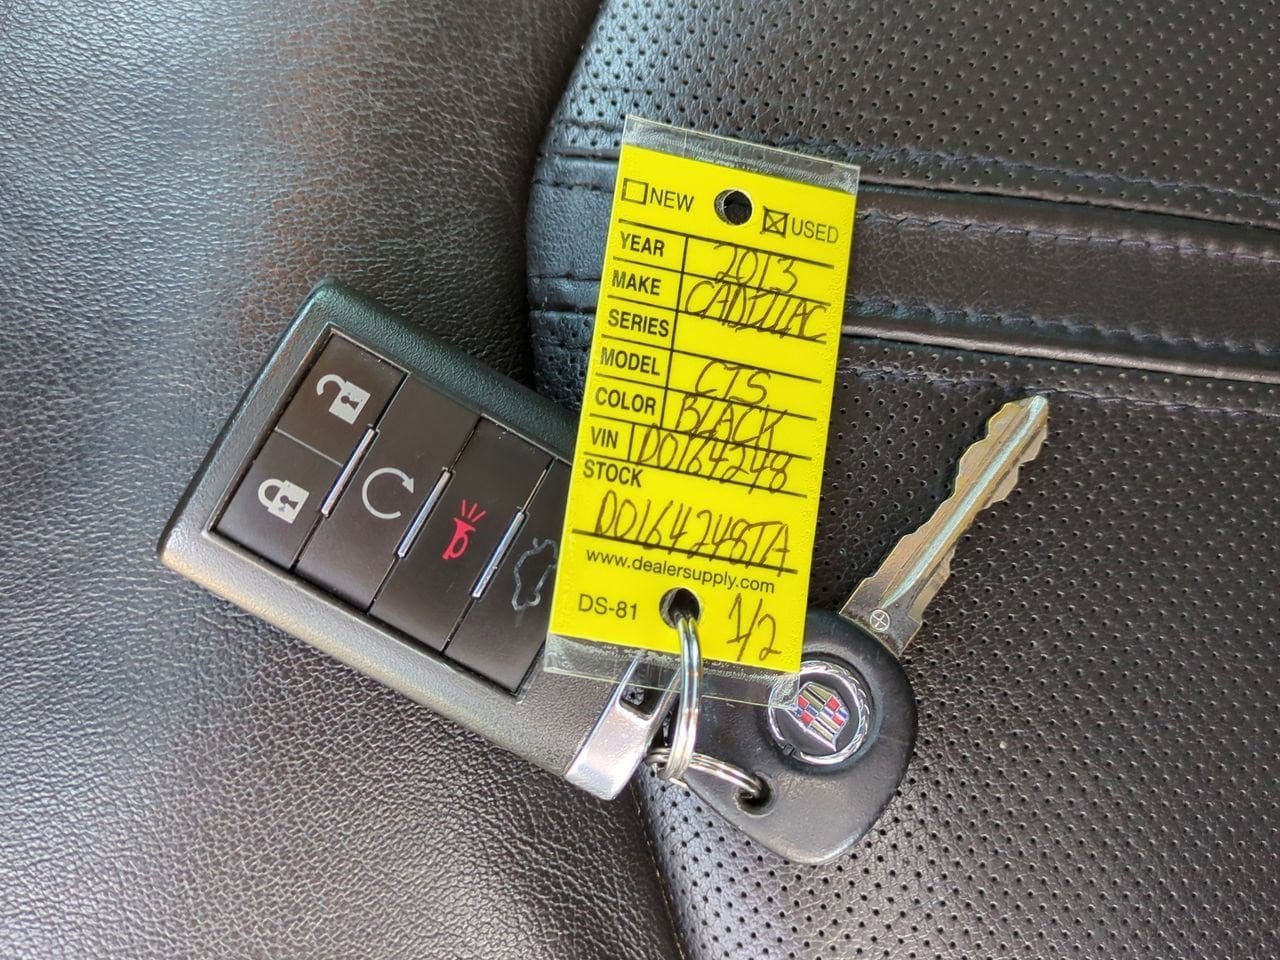 NEW USED
YEAR 2013
MAKE CADILLAC
SERIES
MODEL CTS
COLOR BLACK
VIN D0164248
STOCK
D0164248TA
www.dealersupply.com
DS-81 1/2